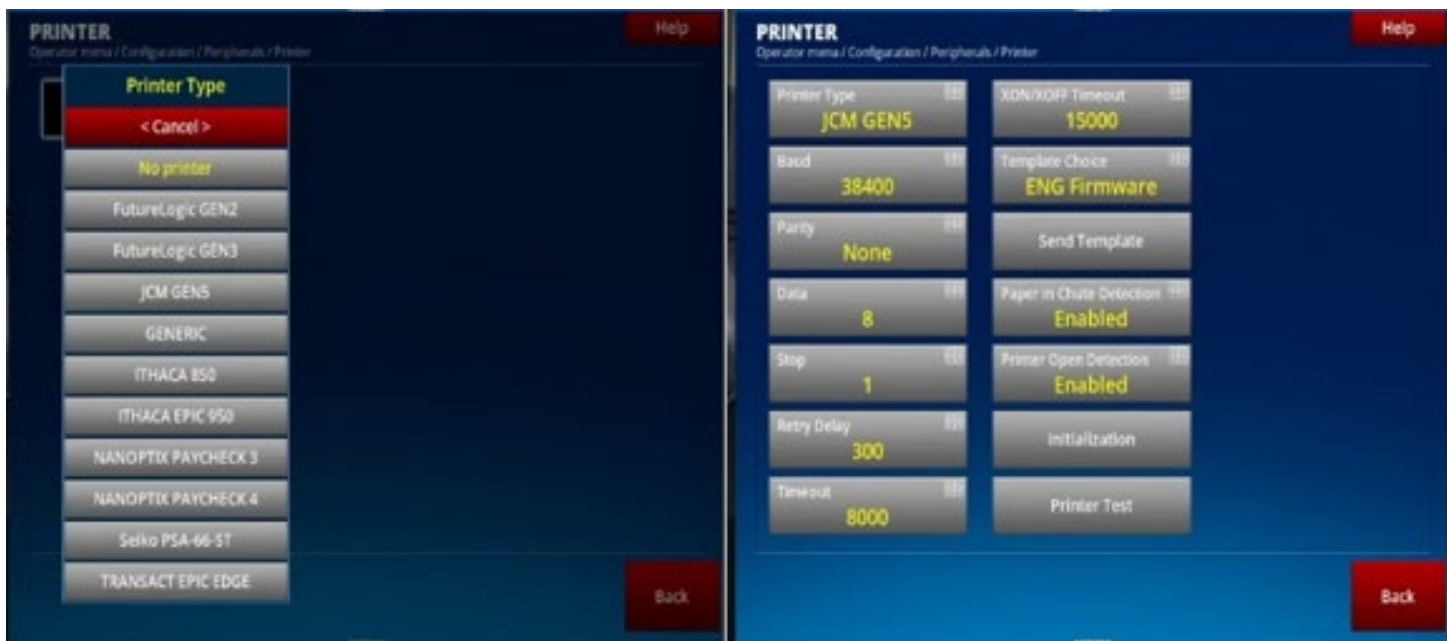 PRINTER
Operator menu / Configuration / Peripherals / Printer
Help
Printer Type
< Cancel >
No printer
FutureLogic GEN2
FutureLogic GEN3
JCM GEN5
GENERIC
ITHACA 850
ITHACA EPIC 950
NANOPTIX PAYCHECK 3
NANOPTIX PAYCHECK 4
Seiko PSA-66-ST
TRANSACT EPIC EDGE
Back
PRINTER
Operator menu / Configuration / Peripherals / Printer
Help
Printer Type
JCM GEN5
Baud
38400
Parity
None
Data
8
Stop
1
Retry Delay
300
Timeout
8000
XON/XOFF Timeout
15000
Template Choice
ENG Firmware
Send Template
Paper in Chute Detection
Enabled
Printer Open Detection
Enabled
Initialization
Printer Test
Back